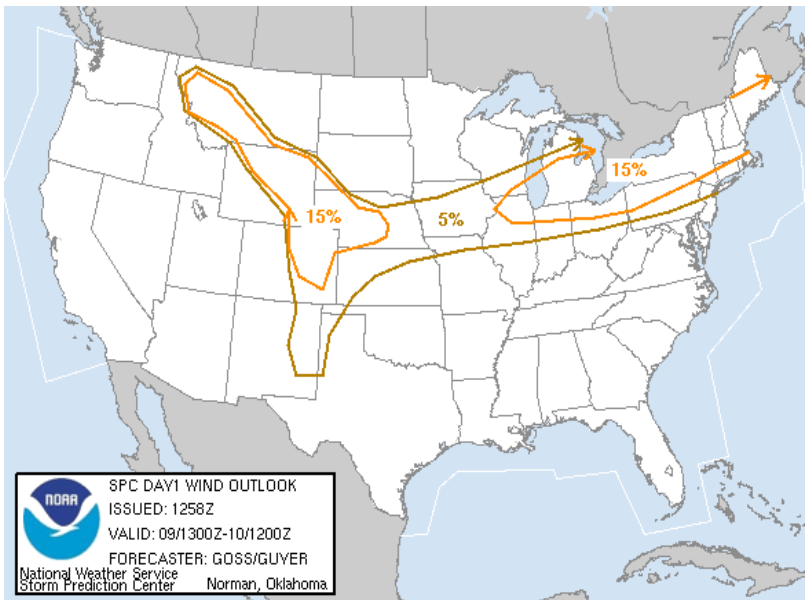 15%
15%
5%
NOAA
SPC DAY1 WIND OUTLOOK
ISSUED: 1258Z
VALID: 09/1300Z-10/1200Z
FORECASTER: GOSS/GUYER
National Weather Service
Storm Prediction Center Norman, Oklahoma